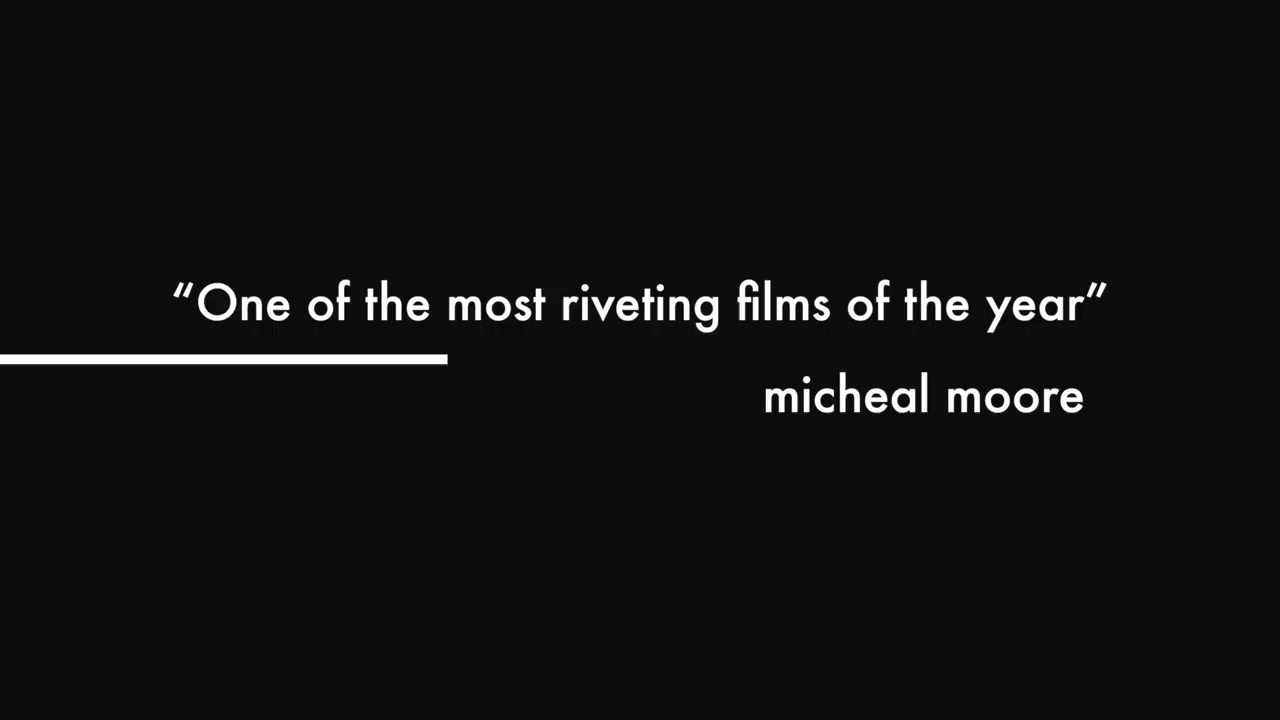 “One of the most riveting films of the year”
micheal moore